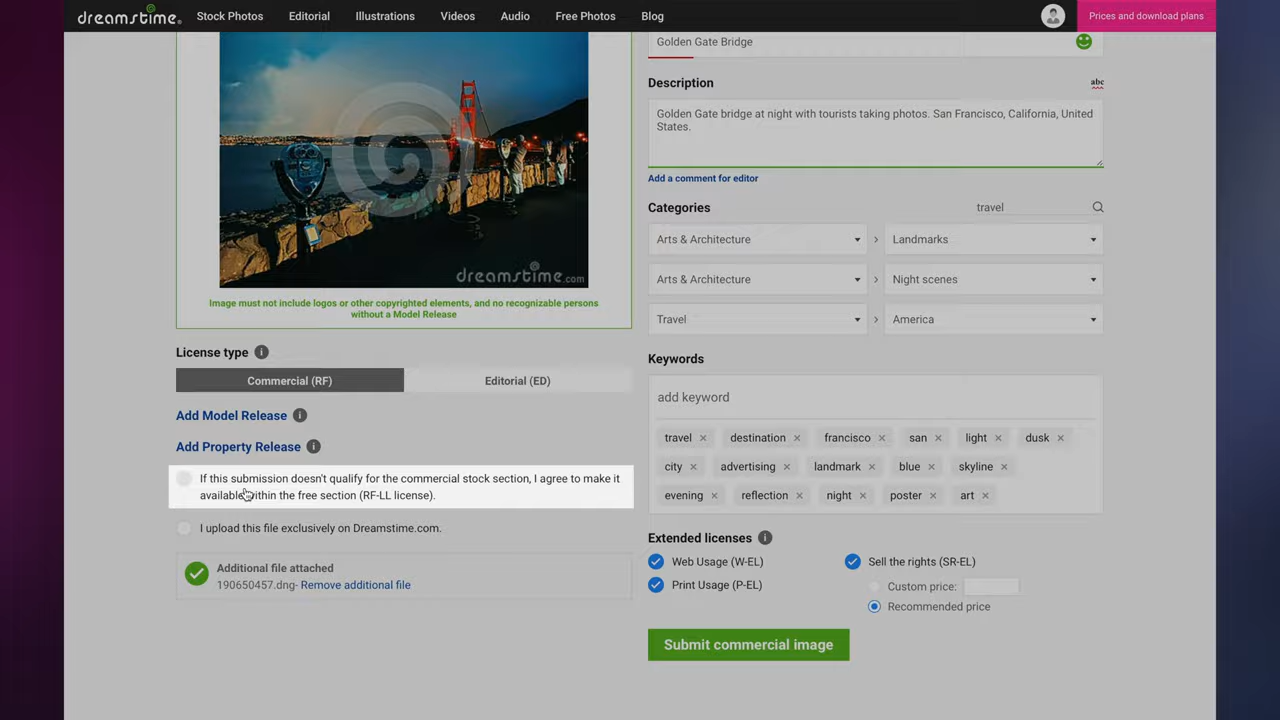 dreamstime.
Stock Photos
Editorial
Illustrations
Videos
Audio
Free Photos
Blog
Prices and download plans
dreamstime.com
Image must not include logos or other copyrighted elements, and no recognizable persons
without a Model Release
License type
Commercial (RF)
Editorial (ED)
Add Model Release
Add Property Release
If this submission doesn't qualify for the commercial stock section, I agree to make it
available within the free section (RF-LL license).
I upload this file exclusively on Dreamstime.com.
Additional file attached
190650457.dng- Remove additional file
Golden Gate Bridge
Description
abc
Golden Gate bridge at night with tourists taking photos. San Francisco, California, United
States.
Add a comment for editor
Categories
travel
Arts & Architecture > Landmarks
Arts & Architecture > Night scenes
Travel > America
Keywords
add keyword
travel × destination × francisco × san × light × dusk ×
city × advertising × landmark × blue × skyline ×
evening × reflection × night × poster × art ×
Extended licenses
Web Usage (W-EL)
Print Usage (P-EL)
Sell the rights (SR-EL)
Custom price:
Recommended price
Submit commercial image